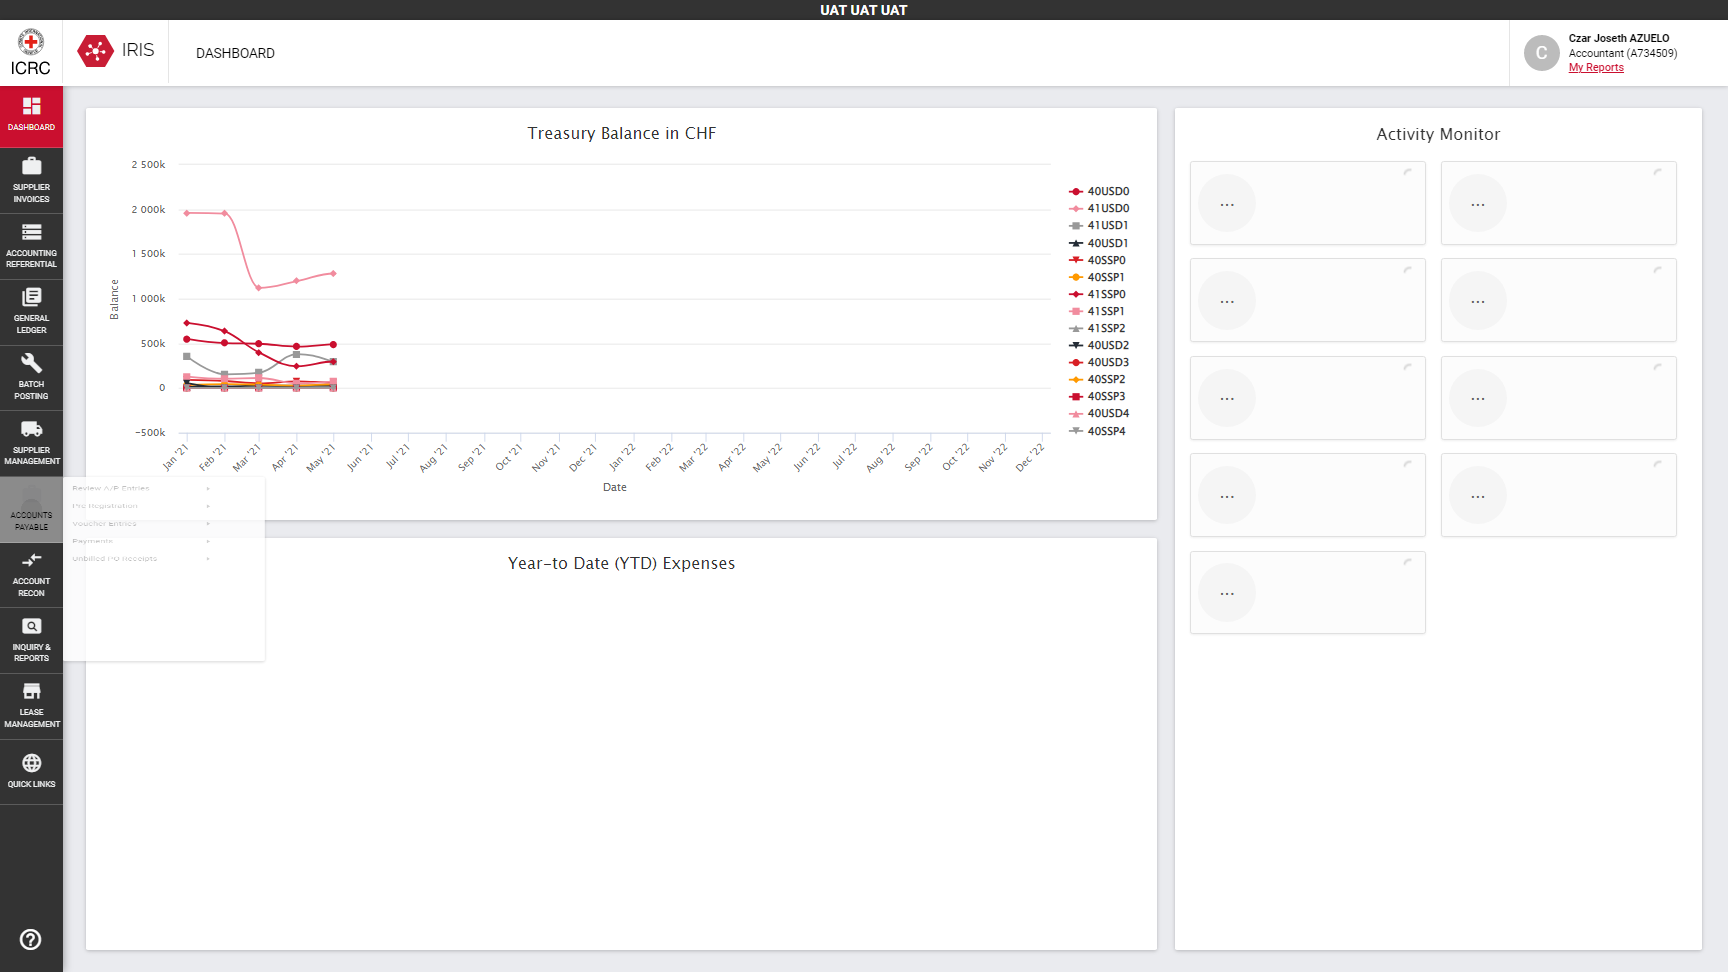 UAT UAT UAT
ICRC
IRIS
DASHBOARD
C
Czar Joseth AZUELO
Accountant (A734509)
My Reports
DASHBOARD
SUPPLIER
INVOICES
ACCOUNTING
REFERENTIAL
GENERAL
LEDGER
BATCH
POSTING
SUPPLIER
MANAGEMENT
ACCOUNTS
PAYABLE
ACCOUNT
RECON
INQUIRY &
REPORTS
LEASE
MANAGEMENT
QUICK LINKS
Review A/P Entries
Pre Registration
Voucher Entries
Payments
Unbilled PO Receipts
Treasury Balance in CHF
2 500k
2 000k
1 500k
1 000k
500k
0
-500k
Balance
Jan '21
Feb '21
Mar '21
Apr '21
May '21
Jun '21
Jul '21
Aug '21
Sep '21
Oct '21
Nov '21
Dec '21
Jan '22
Feb '22
Mar '22
Apr '22
May '22
Jun '22
Jul '22
Aug '22
Sep '22
Oct '22
Nov '22
Dec '22
Date
40USD0
41USD0
41USD1
40USD1
40SSP0
40SSP1
41SSP0
41SSP1
41SSP2
40USD2
40USD3
40SSP2
40SSP3
40USD4
40SSP4
Year-to Date (YTD) Expenses
Activity Monitor
...
...
...
...
...
...
...
...
...